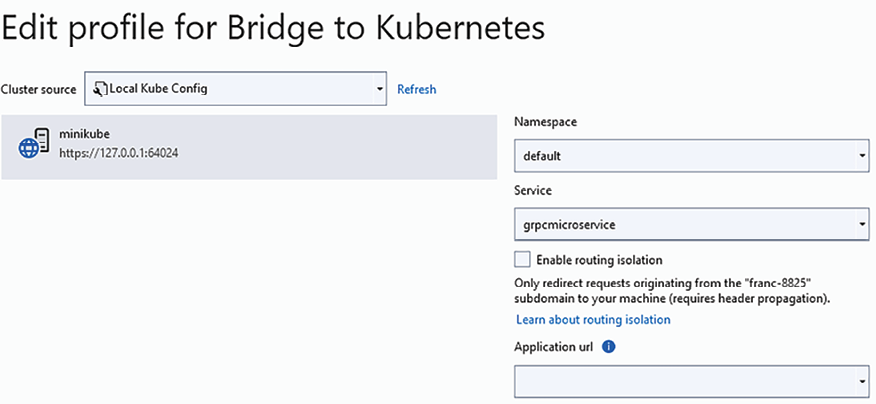 Edit profile for Bridge to Kubernetes
Cluster source
Local Kube Config
Refresh
minikube
https://127.0.0.1:64024
Namespace
default
Service
grpcmicroservice
Enable routing isolation
Only redirect requests originating from the "franc-8825"
subdomain to your machine (requires header propagation).
Learn about routing isolation
Application url